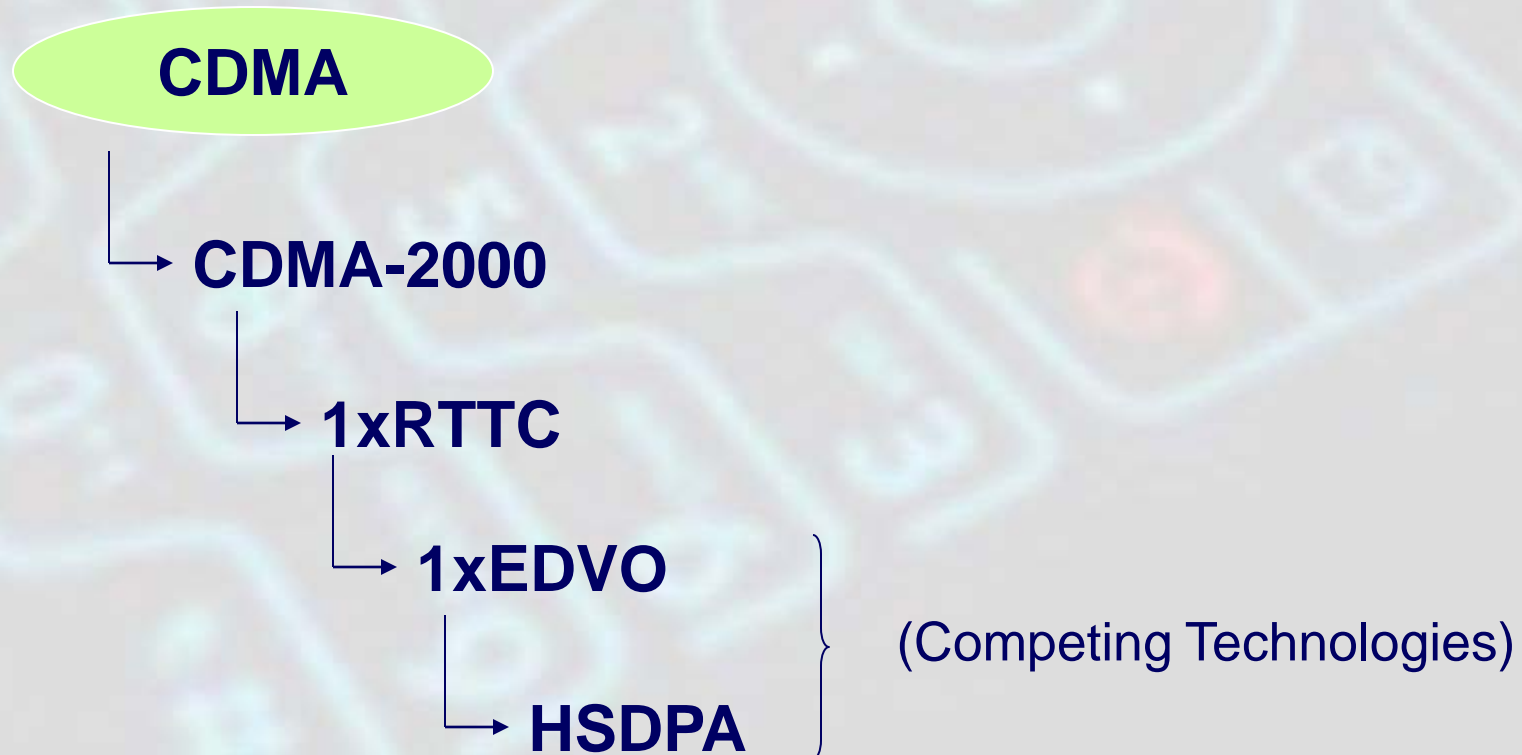 CDMA
CDMA-2000
1xRTTC
1xEDVO
(Competing Technologies)
HSDPA